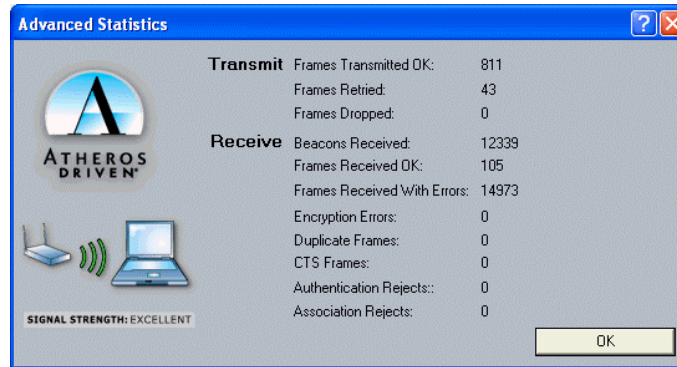 Advanced Statistics
Transmit Frames Transmitted OK: 811
Frames Retried: 43
Frames Dropped: 0
Receive Beacons Received: 12339
Frames Received OK: 105
Frames Received With Errors: 14973
Encryption Errors: 0
Duplicate Frames: 0
CTS Frames: 0
Authentication Rejects:: 0
Association Rejects: 0
ATHEROS
DRIVEN
SIGNAL STRENGTH: EXCELLENT
OK